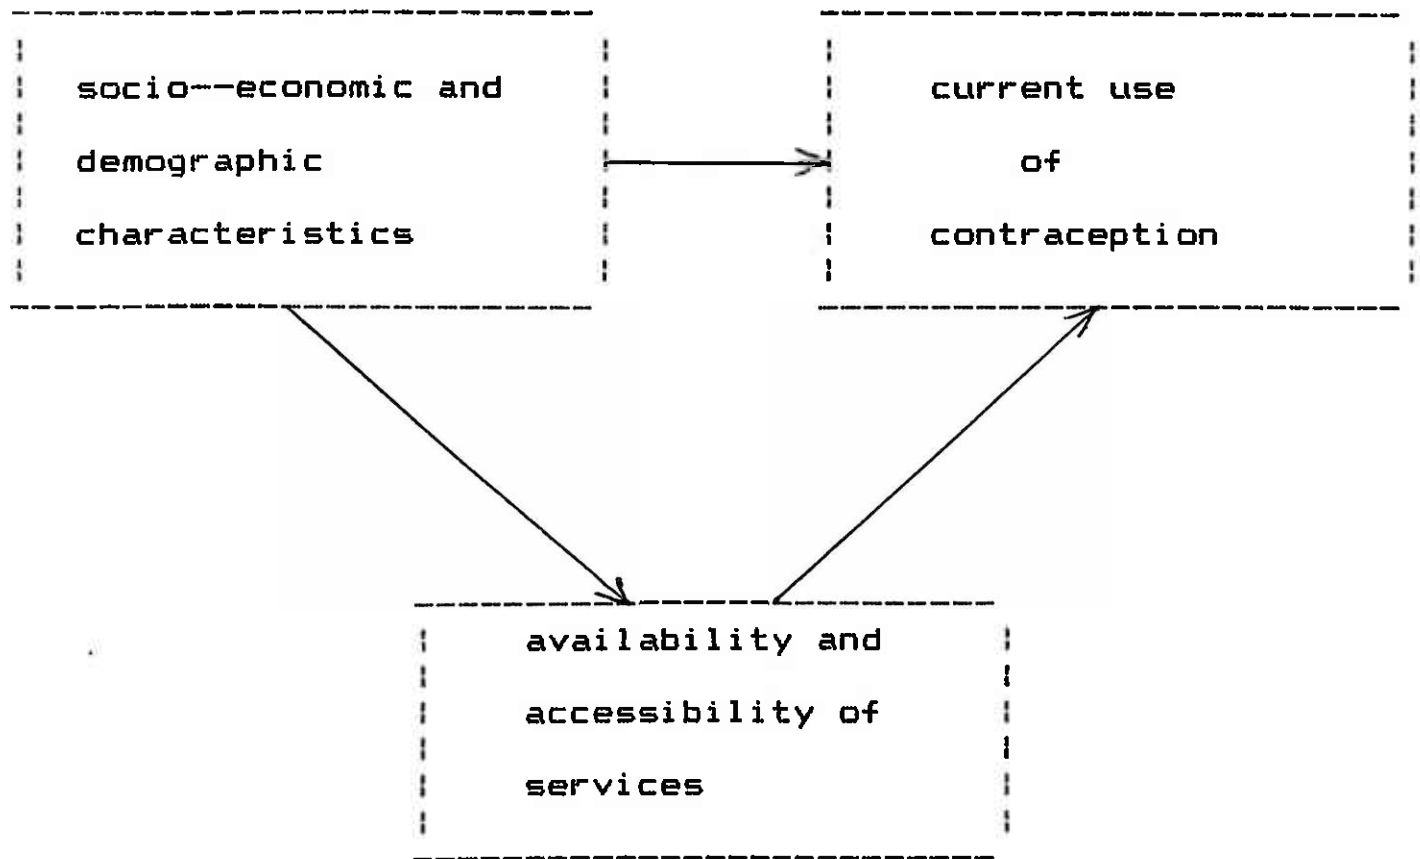 socio--economic and
demographic
characteristics
current use
of
contraception
availability and
accessibility of
services